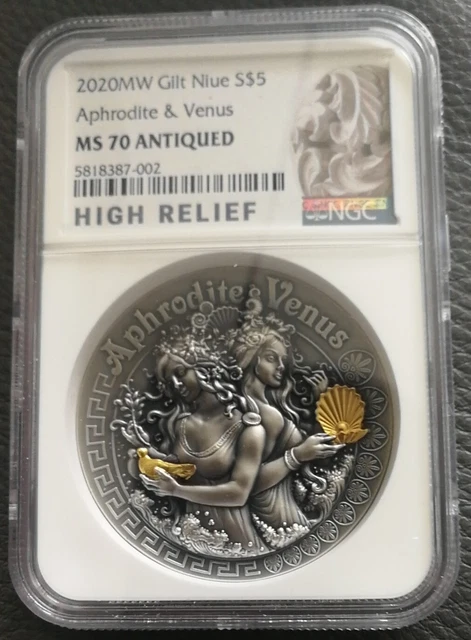 2020MW Gilt Niue S$5
Aphrodite & Venus
MS 70 ANTIQUED
5818387-002
HIGH RELIEF
NGC
Aphrodite & Venus